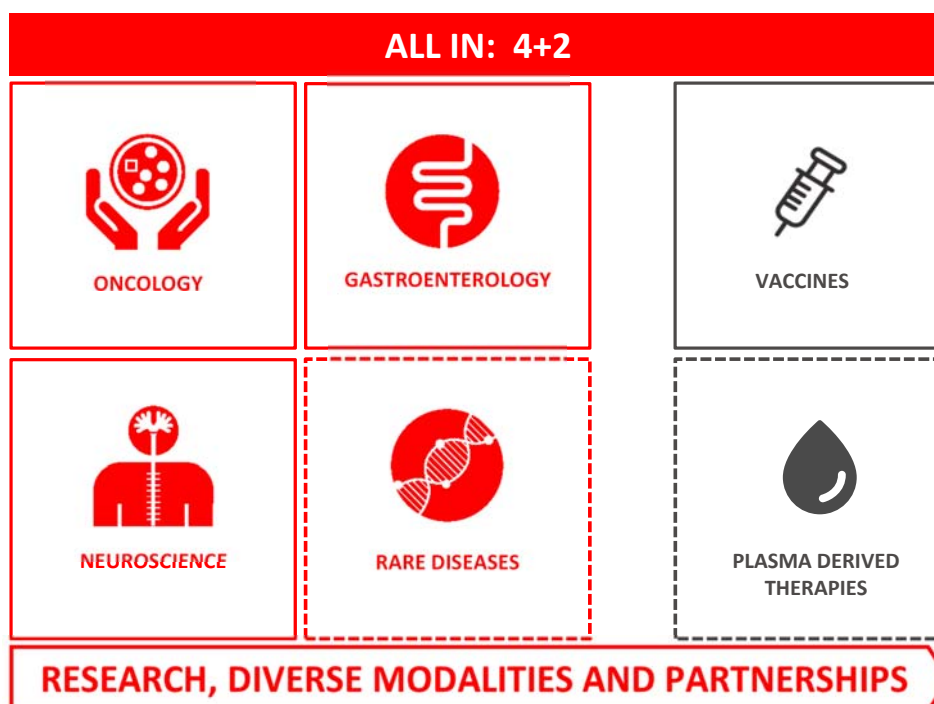 ALL IN: 4+2
ONCOLOGY
GASTROENTEROLOGY
VACCINES
NEUROSCIENCE
RARE DISEASES
PLASMA DERIVED
THERAPIES
RESEARCH, DIVERSE MODALITIES AND PARTNERSHIPS